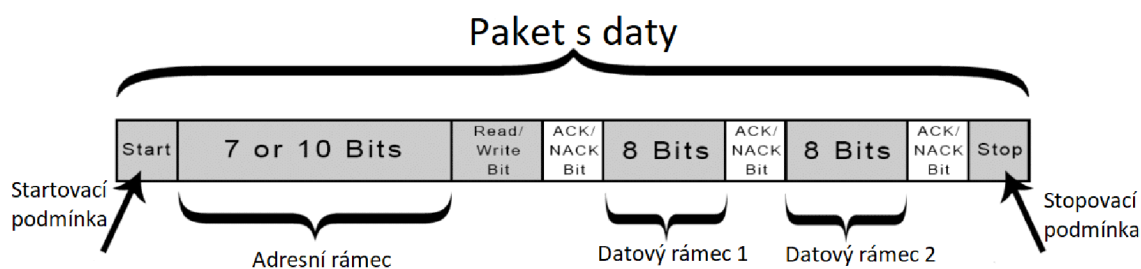 Paket s daty
Start
7 or 10 Bits
Read/
Write
Bit
ACK/
NACK
Bit
8 Bits
ACK/
NACK
Bit
8 Bits
ACK/
NACK
Bit
Stop
Startovací
podmínka
Adresní rámec
Datový rámec 1
Datový rámec 2
Stopovací
podmínka